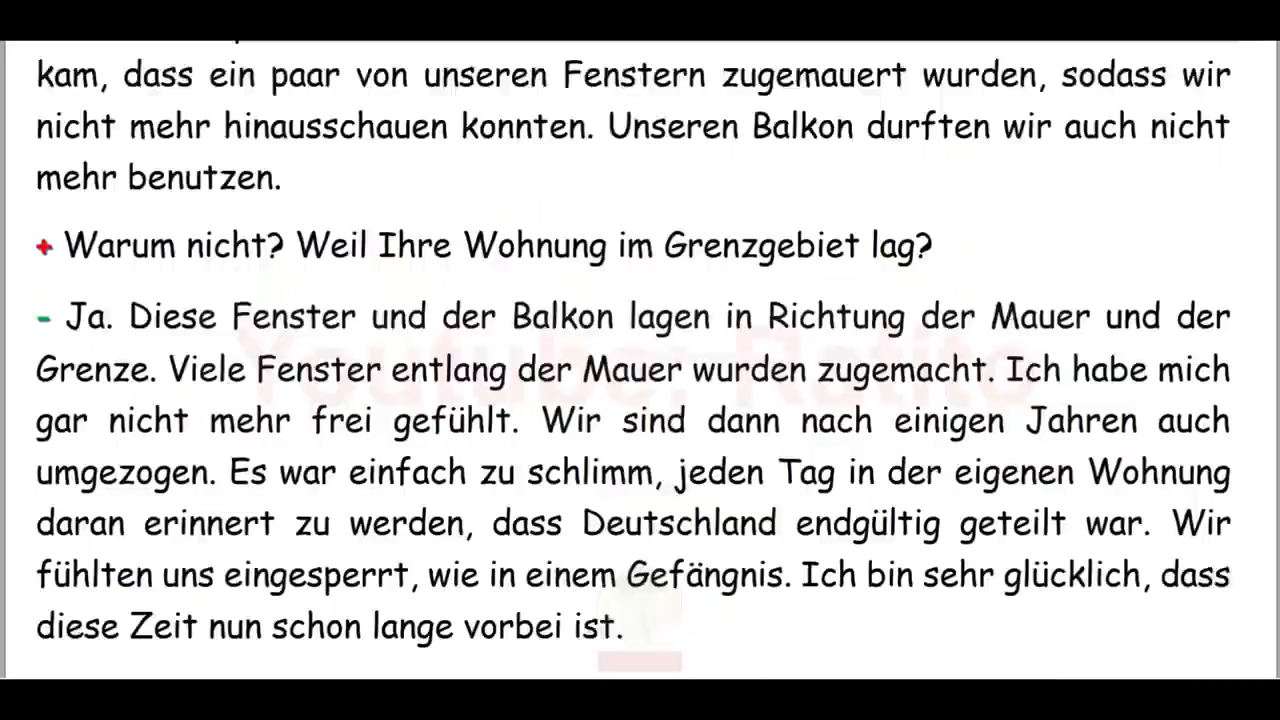 kam, dass ein paar von unseren Fenstern zugemauert wurden, sodass wir
nicht mehr hinausschauen konnten. Unseren Balkon durften wir auch nicht
mehr benutzen.
+ Warum nicht? Weil Ihre Wohnung im Grenzgebiet lag?
- Ja. Diese Fenster und der Balkon lagen in Richtung der Mauer und der
Grenze. Viele Fenster entlang der Mauer wurden zugemacht. Ich habe mich
gar nicht mehr frei gefühlt. Wir sind dann nach einigen Jahren auch
umgezogen. Es war einfach zu schlimm, jeden Tag in der eigenen Wohnung
daran erinnert zu werden, dass Deutschland endgültig geteilt war. Wir
fühlten uns eingesperrt, wie in einem Gefängnis. Ich bin sehr glücklich, dass
diese Zeit nun schon lange vorbei ist.